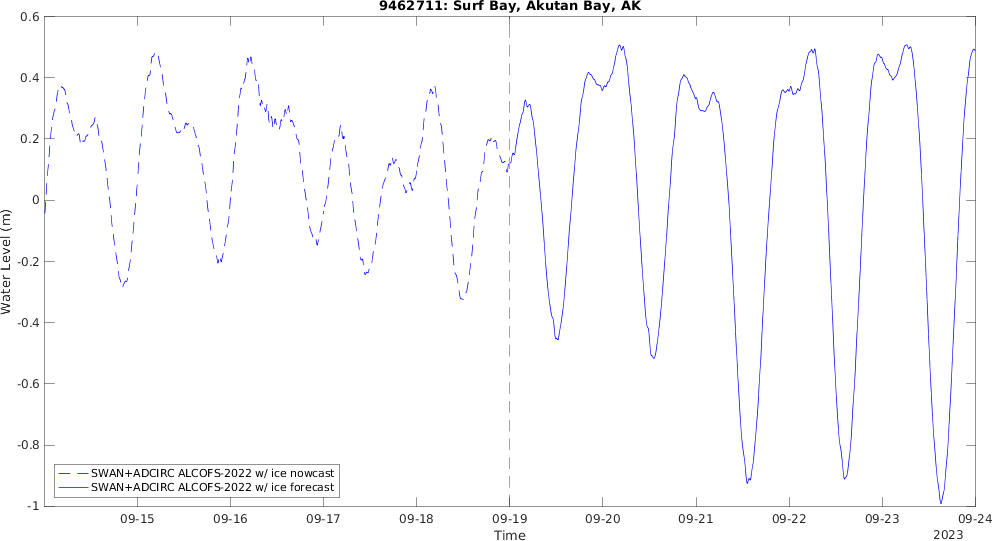 9462711: Surf Bay, Akutan Bay, AK
0.6
0.4
0.2
0
-0.2
-0.4
-0.6
-0.8
-1
Water Level (m)
SWAN+ADCIRC ALCOFS-2022 w/ ice nowcast
SWAN+ADCIRC ALCOFS-2022 w/ ice forecast
09-15 09-16 09-17 09-18 09-19 09-20 09-21 09-22 09-23 09-24
Time
2023